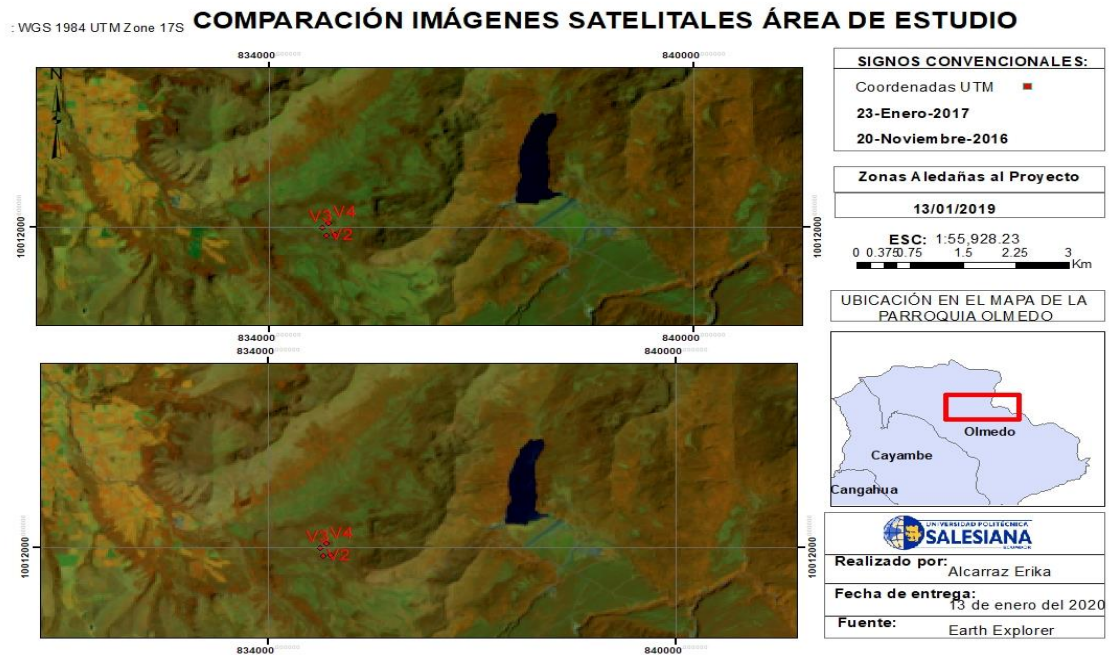 : WGS 1984 UTM Zone 17S
COMPARACIÓN IMÁGENES SATELITALES ÁREA DE ESTUDIO
834000
840000
N
10012000
10012000
V3 V4
V2
834000
840000
834000
10012000
10012000
V3 V4
V2
834000
840000
SIGNOS CONVENCIONALES:
Coordenadas UTM
23-Enero-2017
20-Noviembre-2016
Zonas Aledañas al Proyecto
13/01/2019
ESC: 1:55,928.23
0 0.375 0.75 1.5 2.25 3
Km
UBICACIÓN EN EL MAPA DE LA
PARROQUIA OLMEDO
Olmedo
Cayambe
Cangahua
UNIVERSIDAD POLITÉCNICA
SALESIANA
ECUADOR
Realizado por: Alcarraz Erika
Fecha de entrega: 13 de enero del 2020
Fuente: Earth Explorer